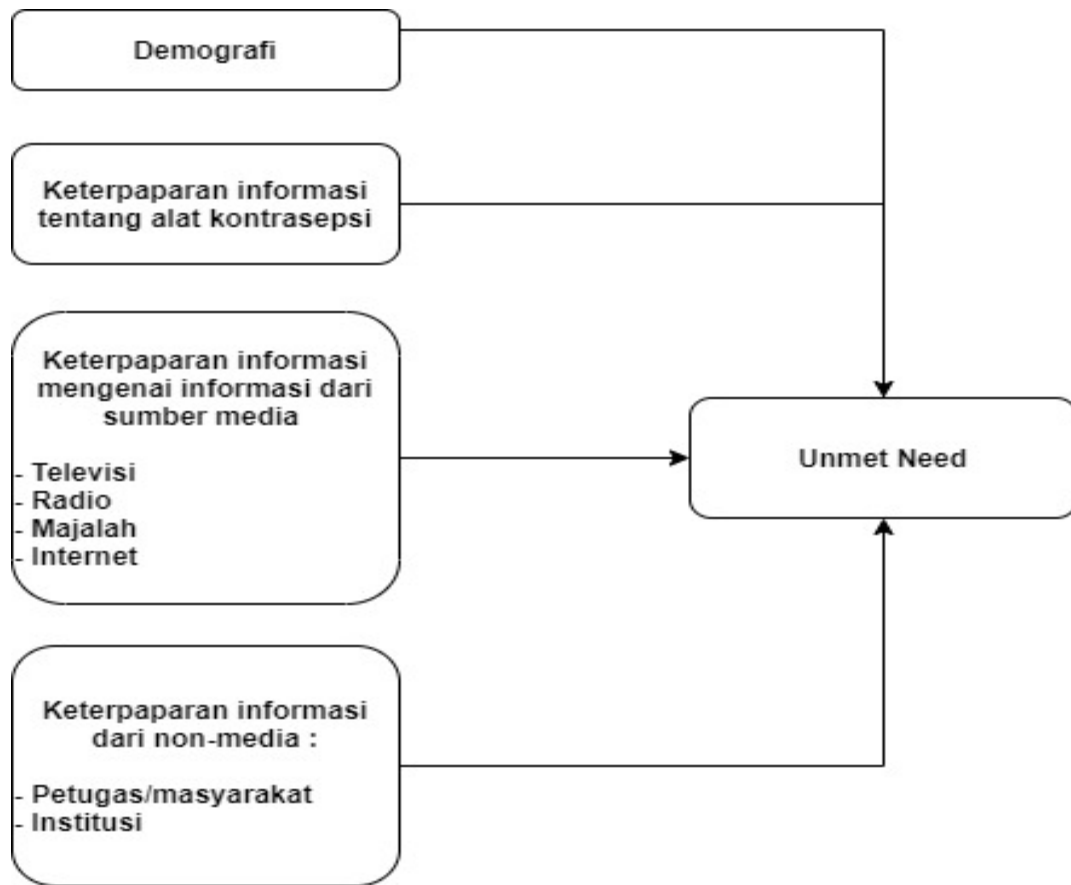 Demografi
Keterpaparan informasi
tentang alat kontrasepsi
Keterpaparan informasi
mengenai informasi dari
sumber media
- Televisi
- Radio
- Majalah
- Internet
Unmet Need
Keterpaparan informasi
dari non-media :
- Petugas/masyarakat
- Institusi